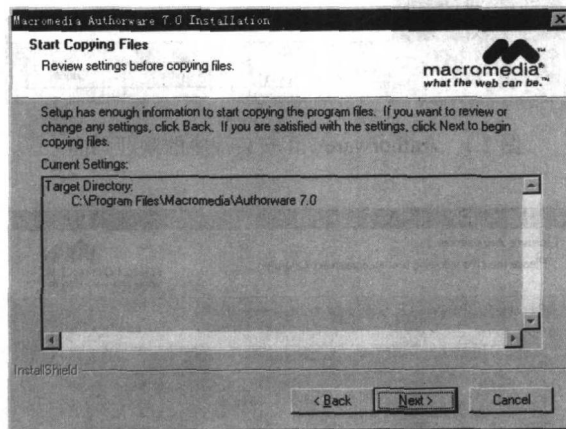 Macromedia Authorware 7.0 Installation
Start Copying Files
Review settings before copying files.
macromedia®
what the web can be.™
Setup has enough information to start copying the program files. If you want to review or
change any settings, click Back. If you are satisfied with the settings, click Next to begin
copying files.
Current Settings:
Target Directory:
C:\Program Files\Macromedia\Authorware 7.0
InstallShield
< Back
Next >
Cancel